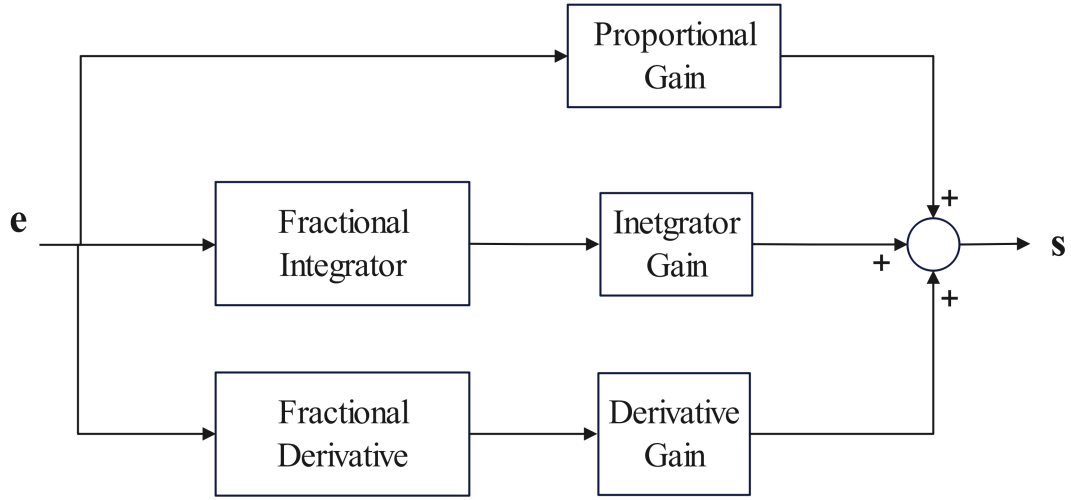 Proportional
Gain
+
e
Fractional
Integrator
Inetgrator
Gain
+
s
+
Fractional
Derivative
Derivative
Gain